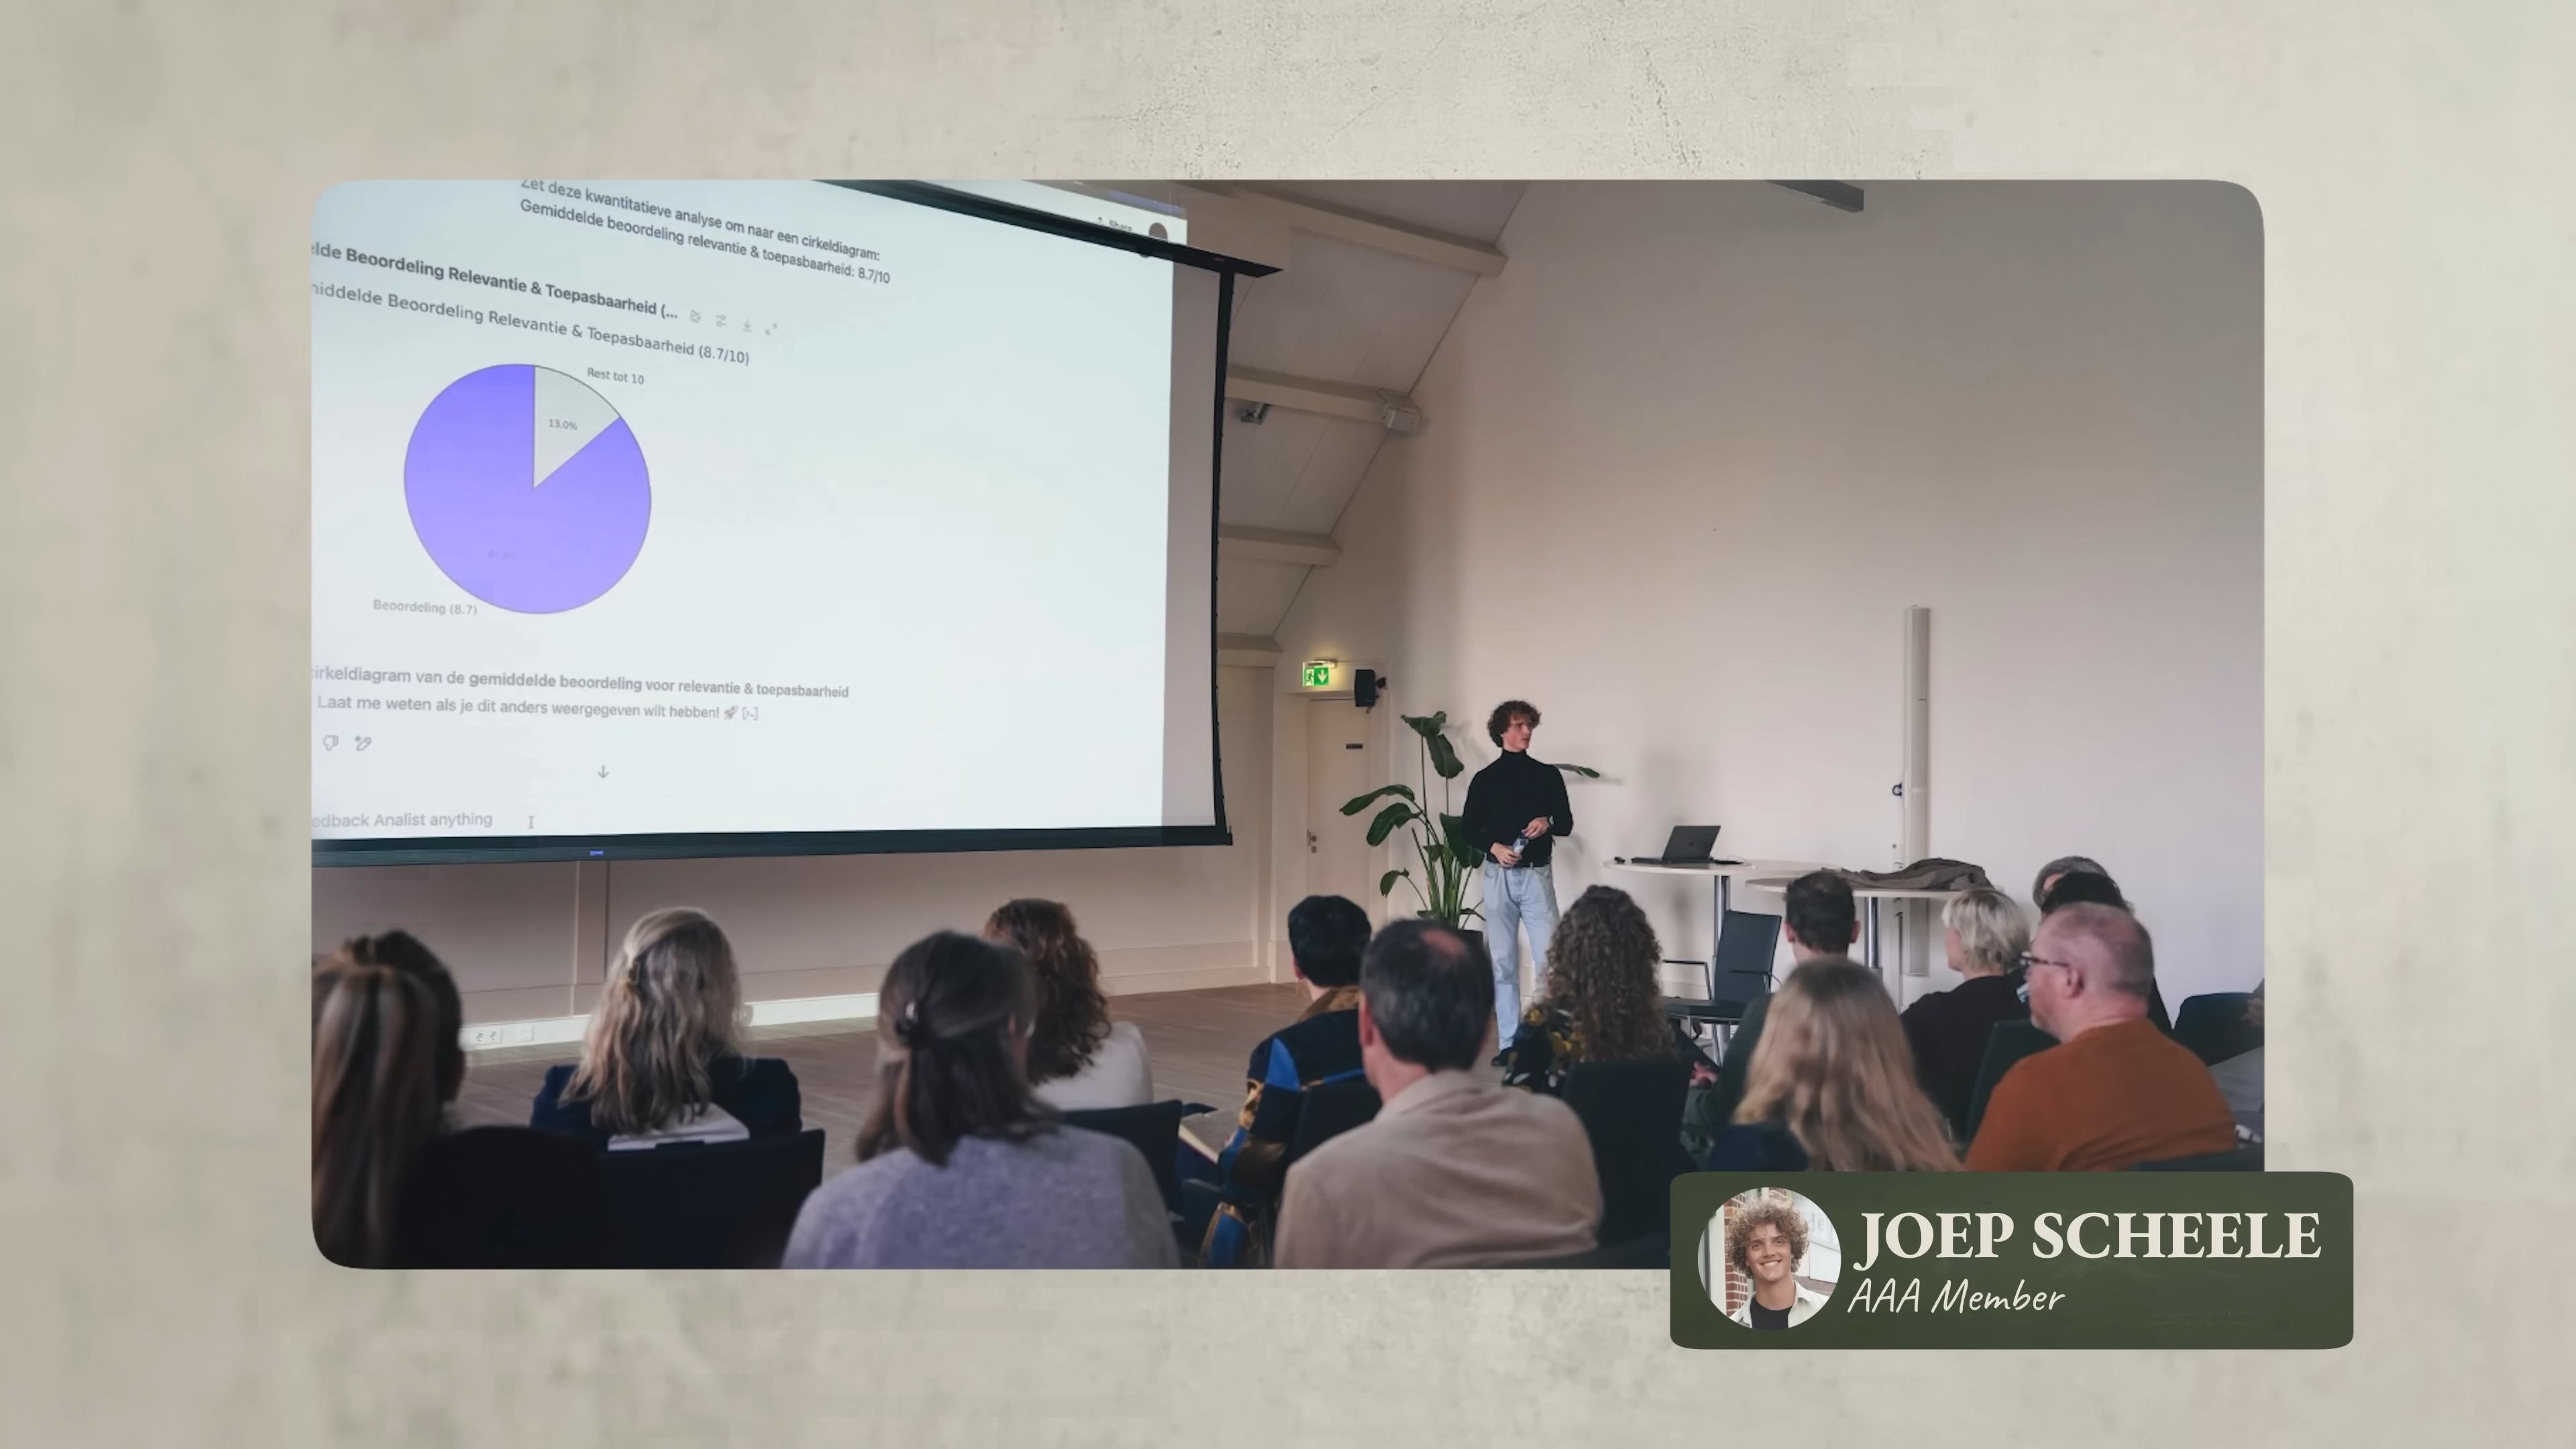 Zet deze kwantitatieve analyse om naar een cirkeldiagram:
Gemiddelde beoordeling relevantie & toepasbaarheid: 8.7/10
Share
elde Beoordeling Relevantie & Toepasbaarheid (...
middelde Beoordeling Relevantie & Toepasbaarheid (8.7/10)
Rest tot 10
13.0%
Beoordeling (8.7)
cirkeldiagram van de gemiddelde beoordeling voor relevantie & toepasbaarheid
Laat me weten als je dit anders weergegeven wilt hebben! 🚀 [>-]
edback Analist anything
JOEP SCHEELE
AAA Member